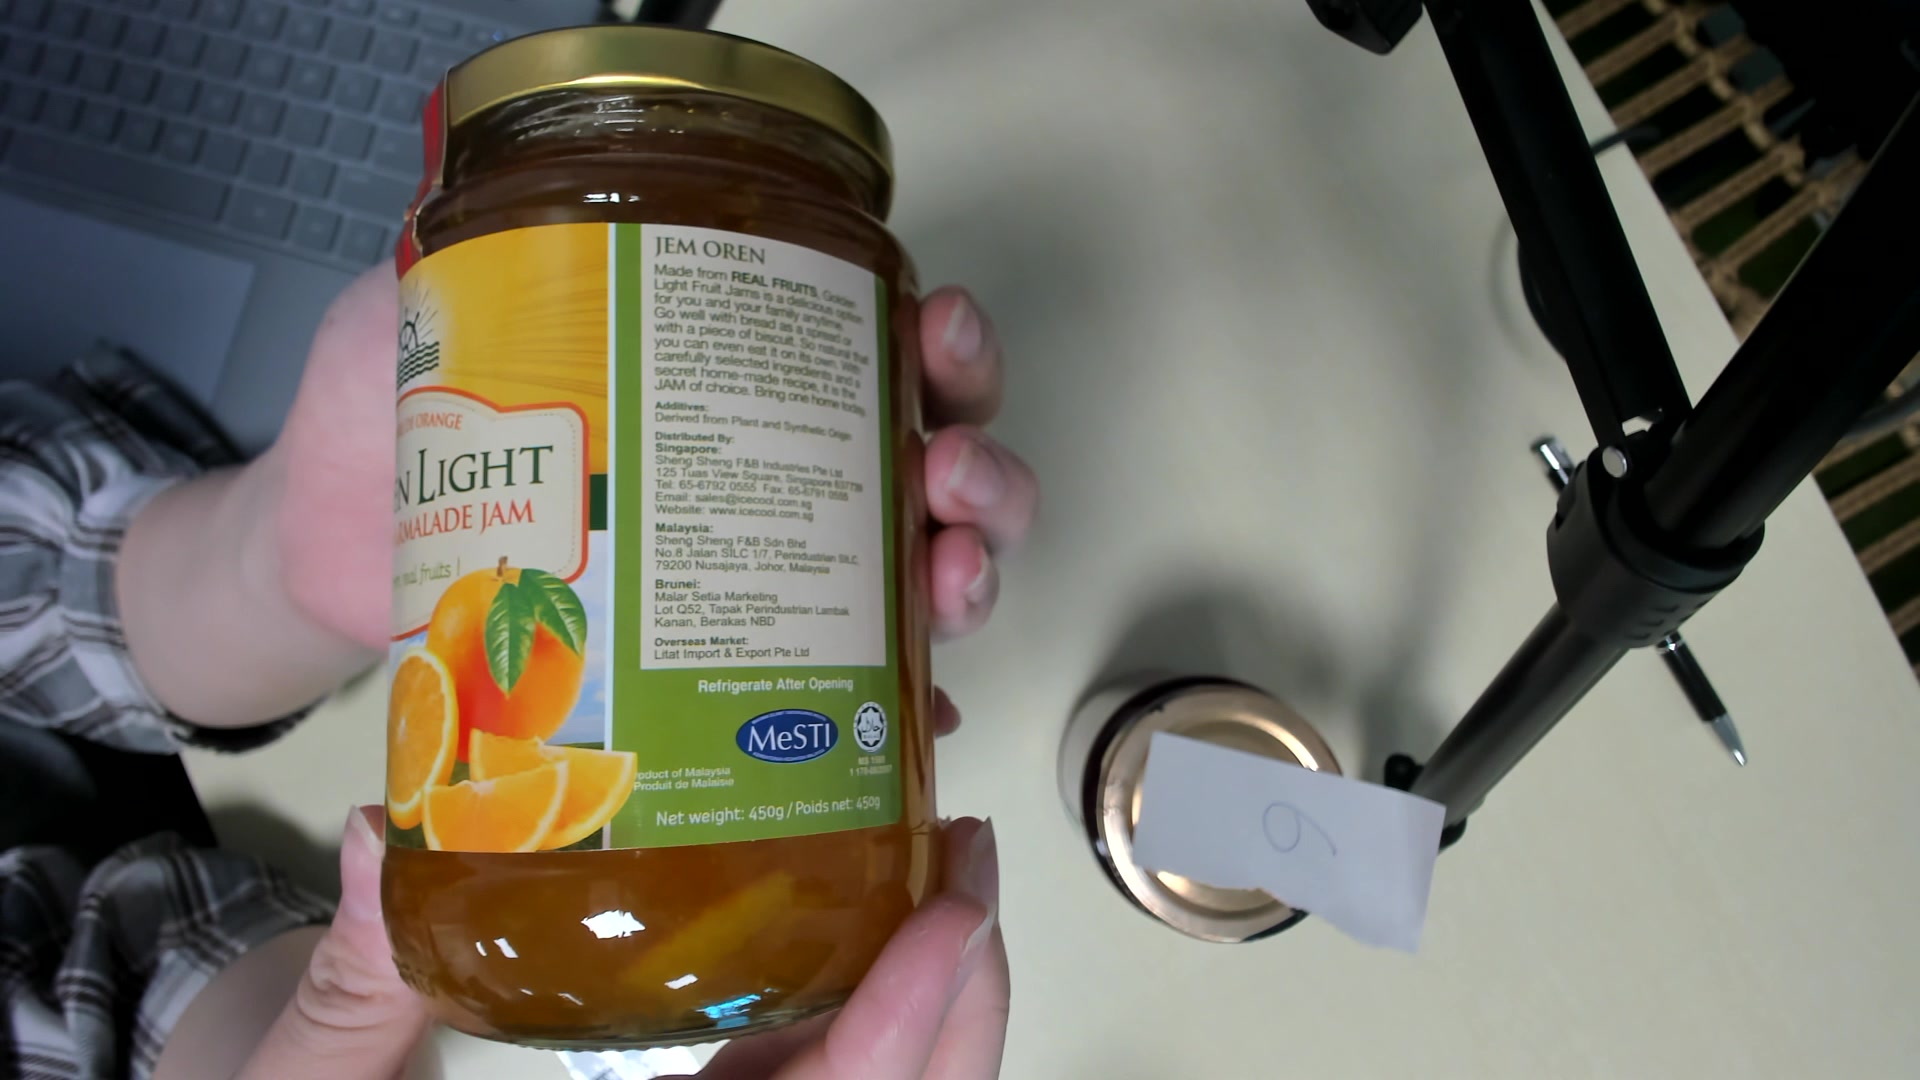 DE ORANGE
EN LIGHT
RMALADE JAM
real fruits !
JEM OREN
Made from REAL FRUITS, Golden
Light Fruit Jams is a delicious option
for you and your family anytime.
Go well with bread as a spread or
with a piece of biscuit. So natural that
you can even eat it on its own. With
carefully selected ingredients and a
secret home-made recipe, it is the
JAM of choice. Bring one home today.
Additives:
Derived from Plant and Synthetic Origin
Distributed By:
Singapore:
Sheng Sheng F&B Industries Pte Ltd
125 Tuas View Square, Singapore 637739
Tel: 65-6792 0555 Fax: 65-6791 0555
Email: sales@icecool.com.sg
Website: www.icecool.com.sg
Malaysia:
Sheng Sheng F&B Sdn Bhd
No.8 Jalan SILC 1/7, Perindustrian SILC,
79200 Nusajaya, Johor, Malaysia
Brunei:
Malar Setia Marketing
Lot Q52, Tapak Perindustrian Lambak
Kanan, Berakas NBD
Overseas Market:
Litat Import & Export Pte Ltd
Refrigerate After Opening
MeSTI
MS 1500
oduct of Malaysia
Produit de Malaisie
Net weight: 450g / Poids net: 450g
9